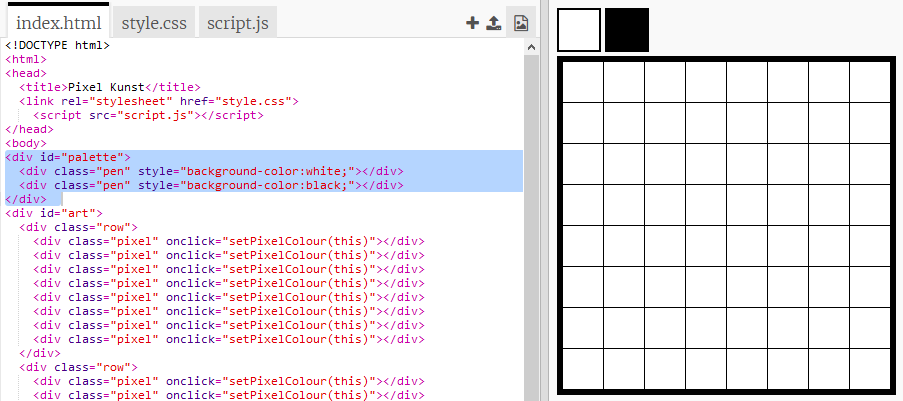 index.html style.css script.js
<!DOCTYPE html>
<html>
<head>
<title>Pixel Kunst</title>
<link rel="stylesheet" href="style.css">
<script src="script.js"></script>
</head>
<body>
<div id="palette">
<div class="pen" style="background-color:white;"></div>
<div class="pen" style="background-color:black;"></div>
</div>
<div id="art">
<div class="row">
<div class="pixel" onclick="setPixelColour(this)"></div>
<div class="pixel" onclick="setPixelColour(this)"></div>
<div class="pixel" onclick="setPixelColour(this)"></div>
<div class="pixel" onclick="setPixelColour(this)"></div>
<div class="pixel" onclick="setPixelColour(this)"></div>
<div class="pixel" onclick="setPixelColour(this)"></div>
<div class="pixel" onclick="setPixelColour(this)"></div>
<div class="pixel" onclick="setPixelColour(this)"></div>
</div>
<div class="row">
<div class="pixel" onclick="setPixelColour(this)"></div>
<div class="pixel" onclick="setPixelColour(this)"></div>